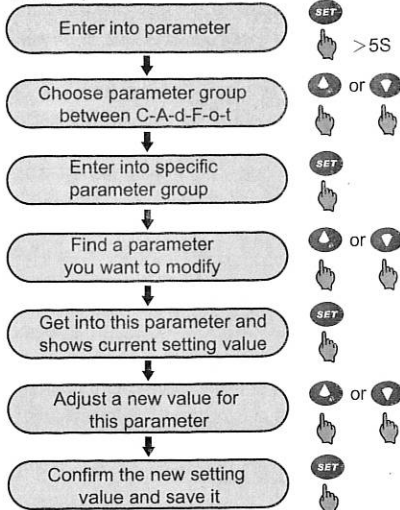 Enter into parameter
SET
>5S
Choose parameter group
between C-A-d-F-o-t
or
Enter into specific
parameter group
SET
Find a parameter
you want to modify
or
Get into this parameter and
shows current setting value
SET
Adjust a new value for
this parameter
or
Confirm the new setting
value and save it
SET